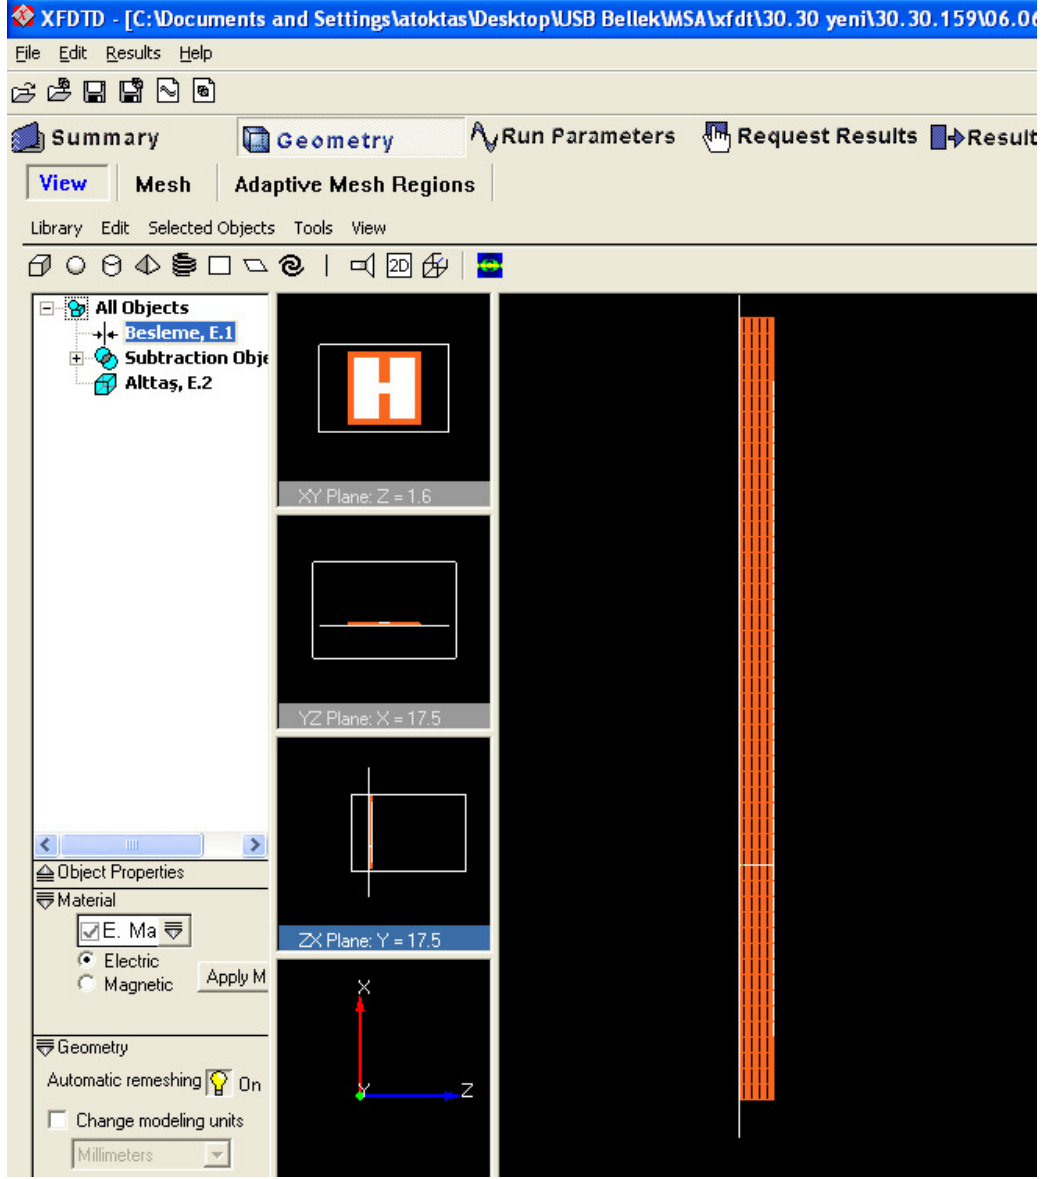 XFDTD - [C:\Documents and Settings\atoktas\Desktop\USB Bellek\MSA\xfdt\30.30 yeni\30.30.159\06.06
File Edit Results Help
Summary Geometry Run Parameters Request Results Result
View Mesh Adaptive Mesh Regions
Library Edit Selected Objects Tools View
2D
All Objects
Besleme, E.1
Subtraction Obje
Alttaş, E.2
XY Plane: Z = 1.6
YZ Plane: X = 17.5
ZX Plane: Y = 17.5
Object Properties
Material
E. Ma
Electric
Magnetic
Apply M
Geometry
Automatic remeshing On
Change modeling units
Millimeters
X
Y
Z